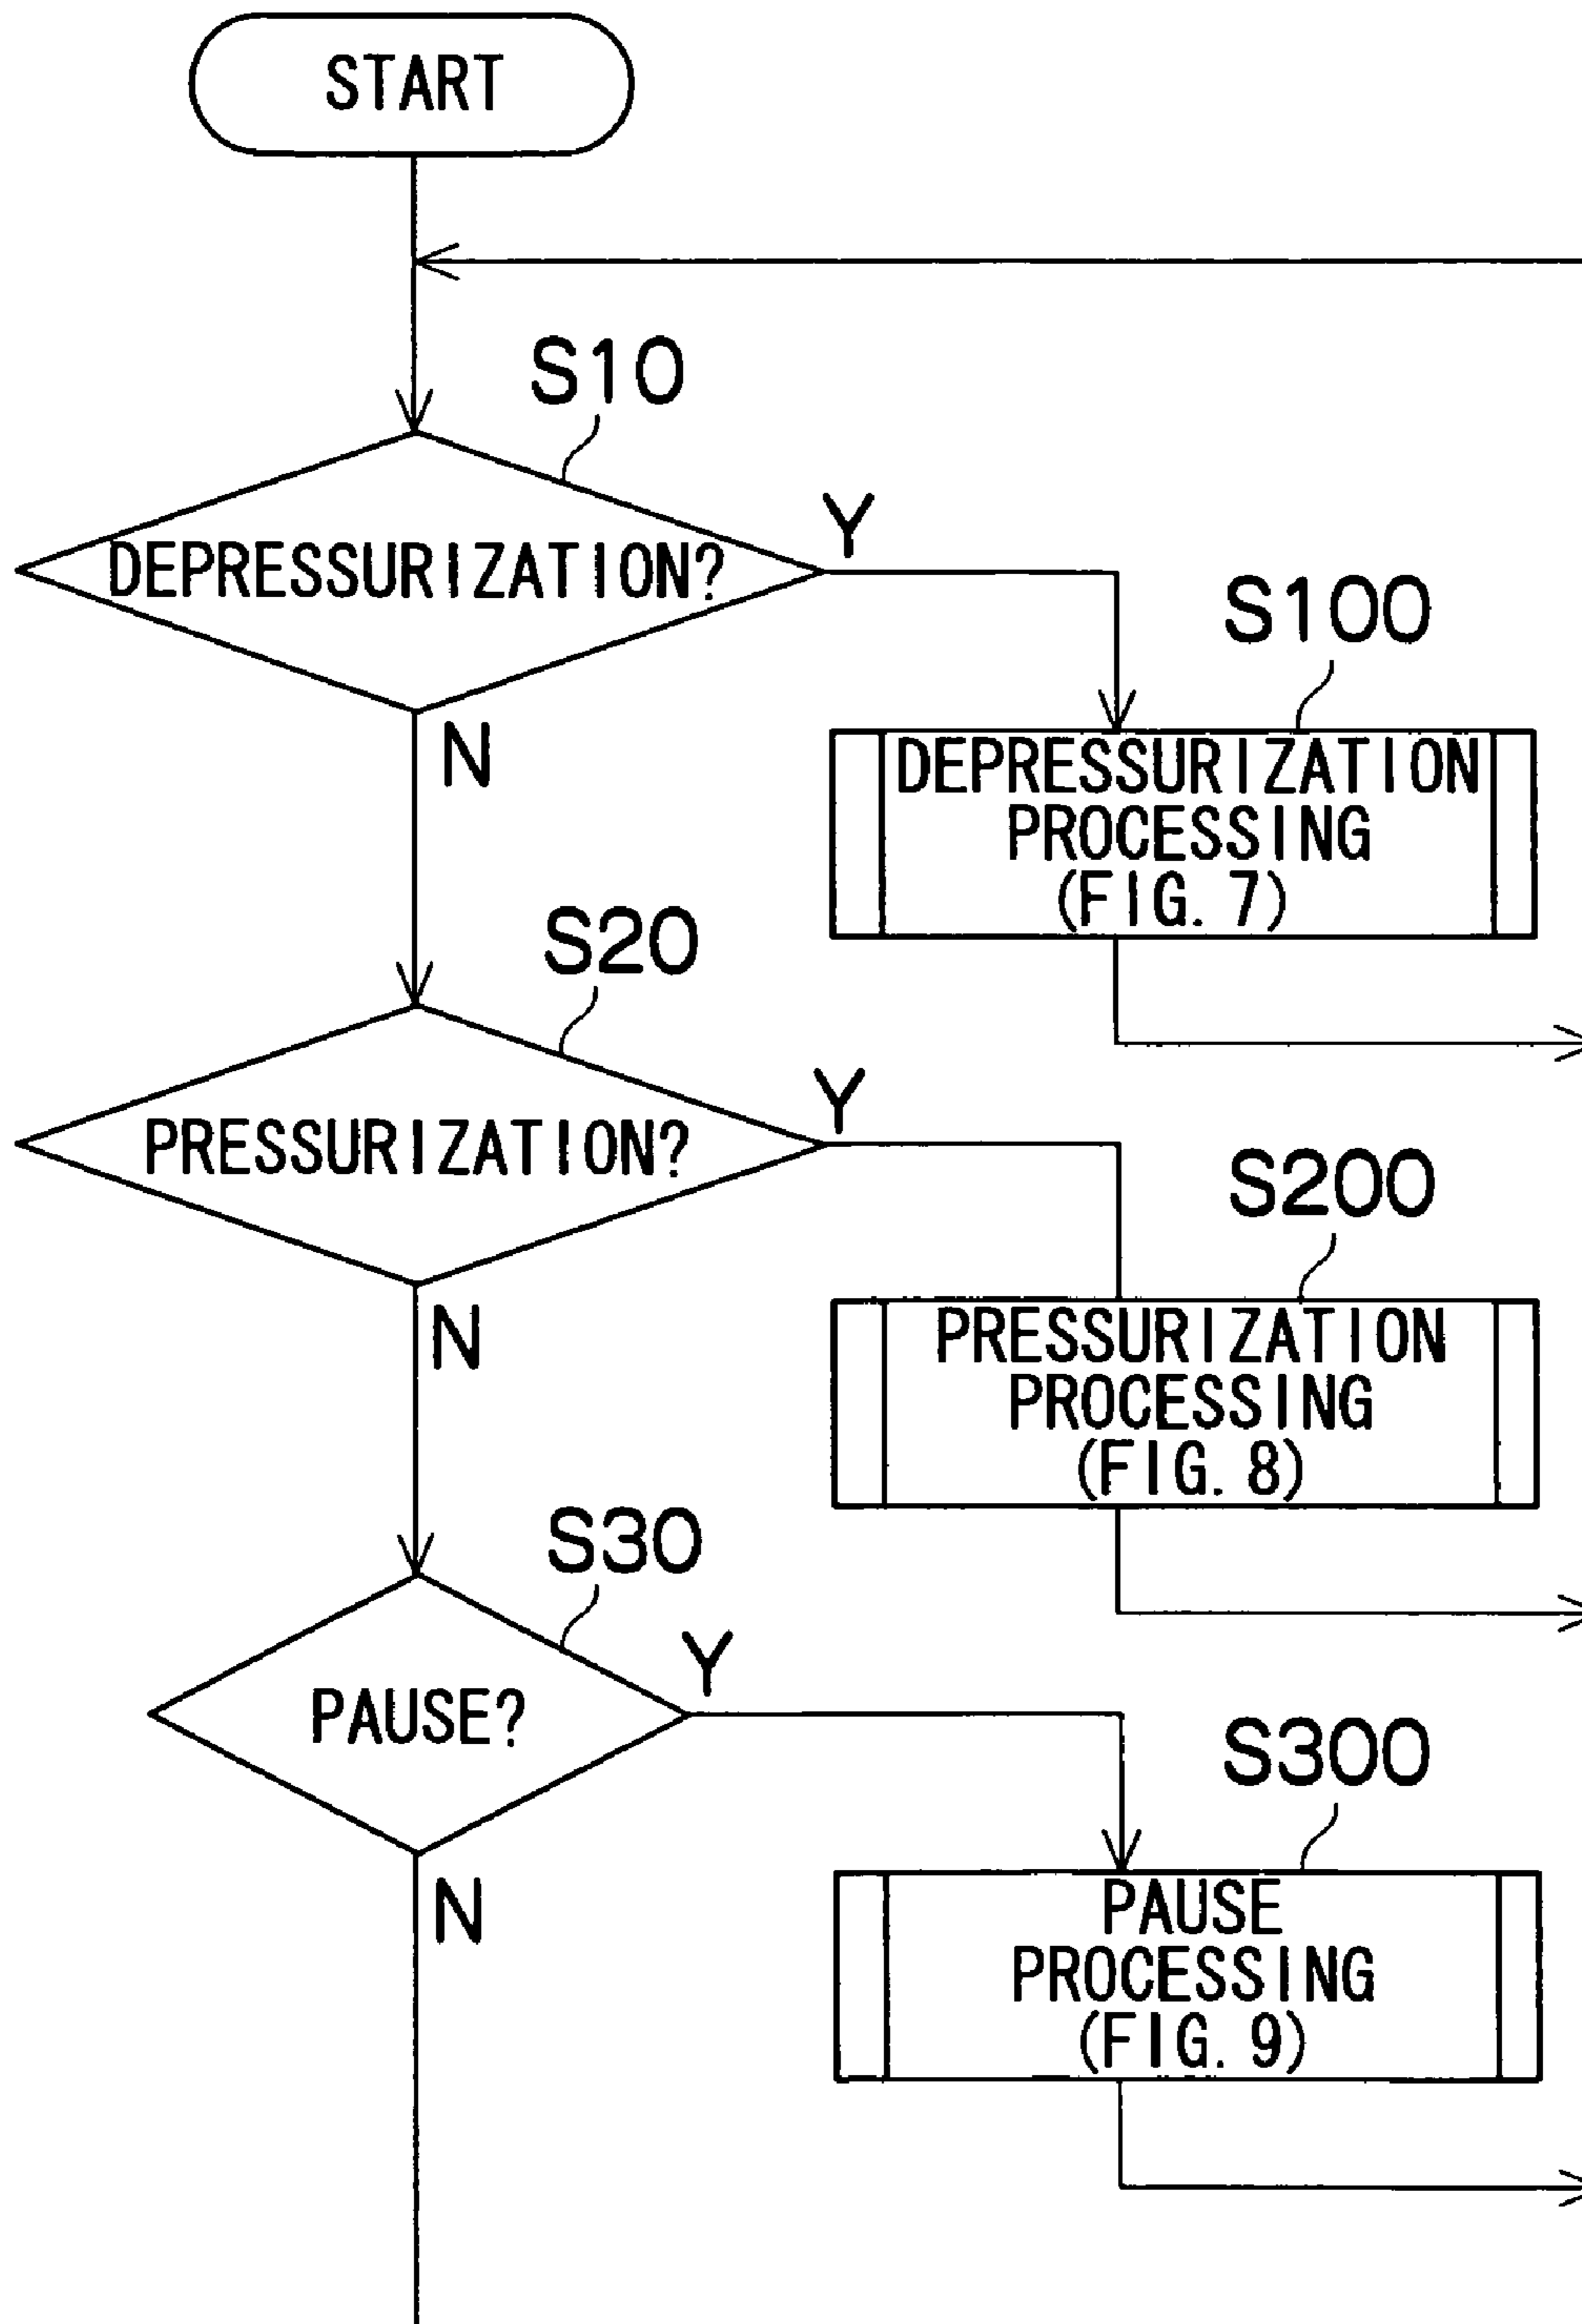 START
S10
DEPRESSURIZATION?
Y
N
S100
DEPRESSURIZATION
PROCESSING
(FIG. 7)
S20
PRESSURIZATION?
Y
N
S200
PRESSURIZATION
PROCESSING
(FIG. 8)
S30
PAUSE?
Y
N
S300
PAUSE
PROCESSING
(FIG. 9)